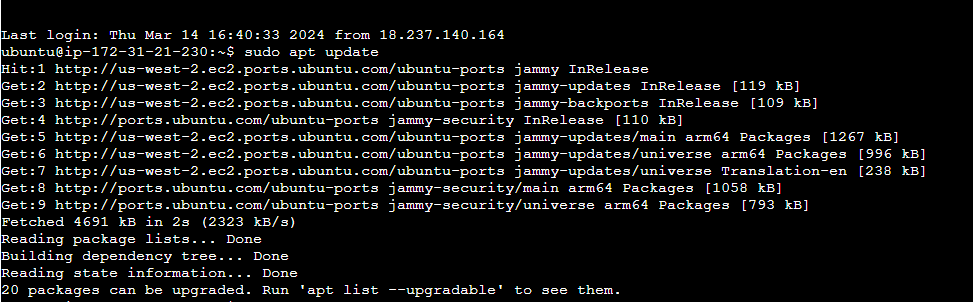 Last login: Thu Mar 14 16:40:33 2024 from 18.237.140.164
ubuntu@ip-172-31-21-230:~$ sudo apt update
Hit:1 http://us-west-2.ec2.ports.ubuntu.com/ubuntu-ports jammy InRelease
Get:2 http://us-west-2.ec2.ports.ubuntu.com/ubuntu-ports jammy-updates InRelease [119 kB]
Get:3 http://us-west-2.ec2.ports.ubuntu.com/ubuntu-ports jammy-backports InRelease [109 kB]
Get:4 http://ports.ubuntu.com/ubuntu-ports jammy-security InRelease [110 kB]
Get:5 http://us-west-2.ec2.ports.ubuntu.com/ubuntu-ports jammy-updates/main arm64 Packages [1267 kB]
Get:6 http://us-west-2.ec2.ports.ubuntu.com/ubuntu-ports jammy-updates/universe arm64 Packages [996 kB]
Get:7 http://us-west-2.ec2.ports.ubuntu.com/ubuntu-ports jammy-updates/universe Translation-en [238 kB]
Get:8 http://ports.ubuntu.com/ubuntu-ports jammy-security/main arm64 Packages [1058 kB]
Get:9 http://ports.ubuntu.com/ubuntu-ports jammy-security/universe arm64 Packages [793 kB]
Fetched 4691 kB in 2s (2323 kB/s)
Reading package lists... Done
Building dependency tree... Done
Reading state information... Done
20 packages can be upgraded. Run 'apt list --upgradable' to see them.